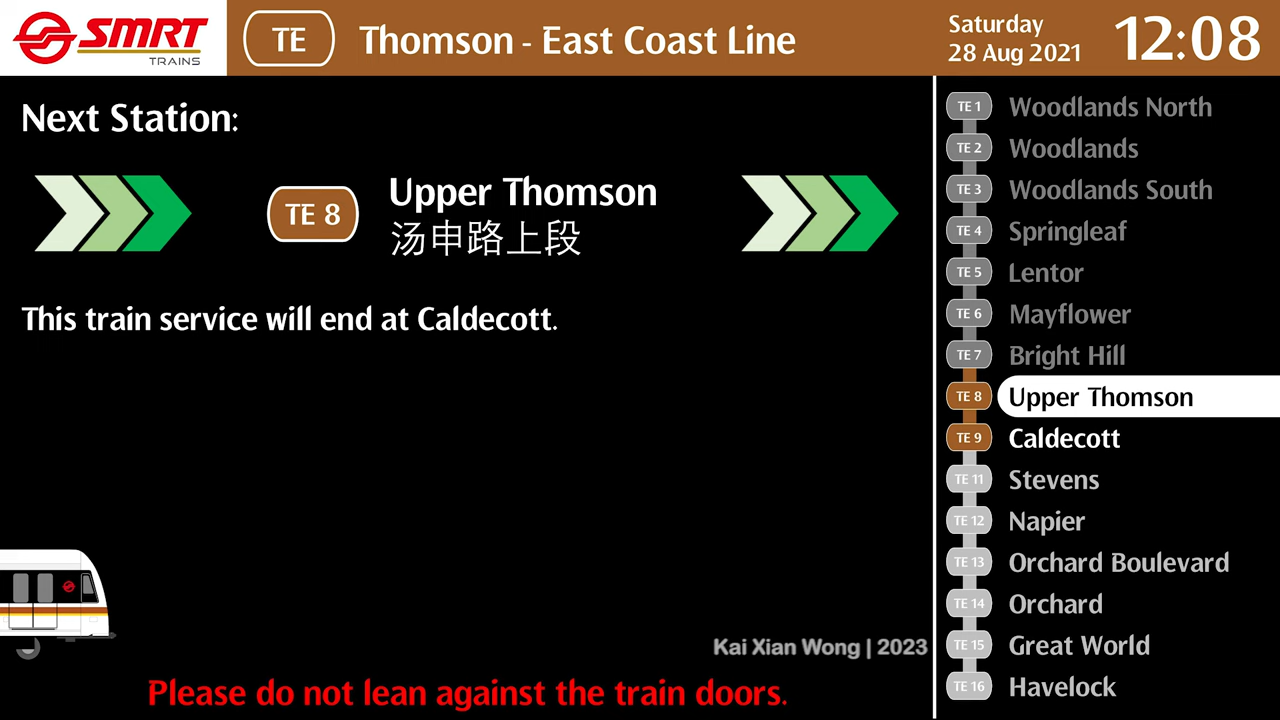 SMRT
TRAINS
TE
Thomson - East Coast Line
Saturday
28 Aug 2021
12:08
Next Station:
TE 8
Upper Thomson
汤申路上段
This train service will end at Caldecott.
Kai Xian Wong | 2023
Please do not lean against the train doors.
TE 1 Woodlands North
TE 2 Woodlands
TE 3 Woodlands South
TE 4 Springleaf
TE 5 Lentor
TE 6 Mayflower
TE 7 Bright Hill
TE 8 Upper Thomson
TE 9 Caldecott
TE 11 Stevens
TE 12 Napier
TE 13 Orchard Boulevard
TE 14 Orchard
TE 15 Great World
TE 16 Havelock